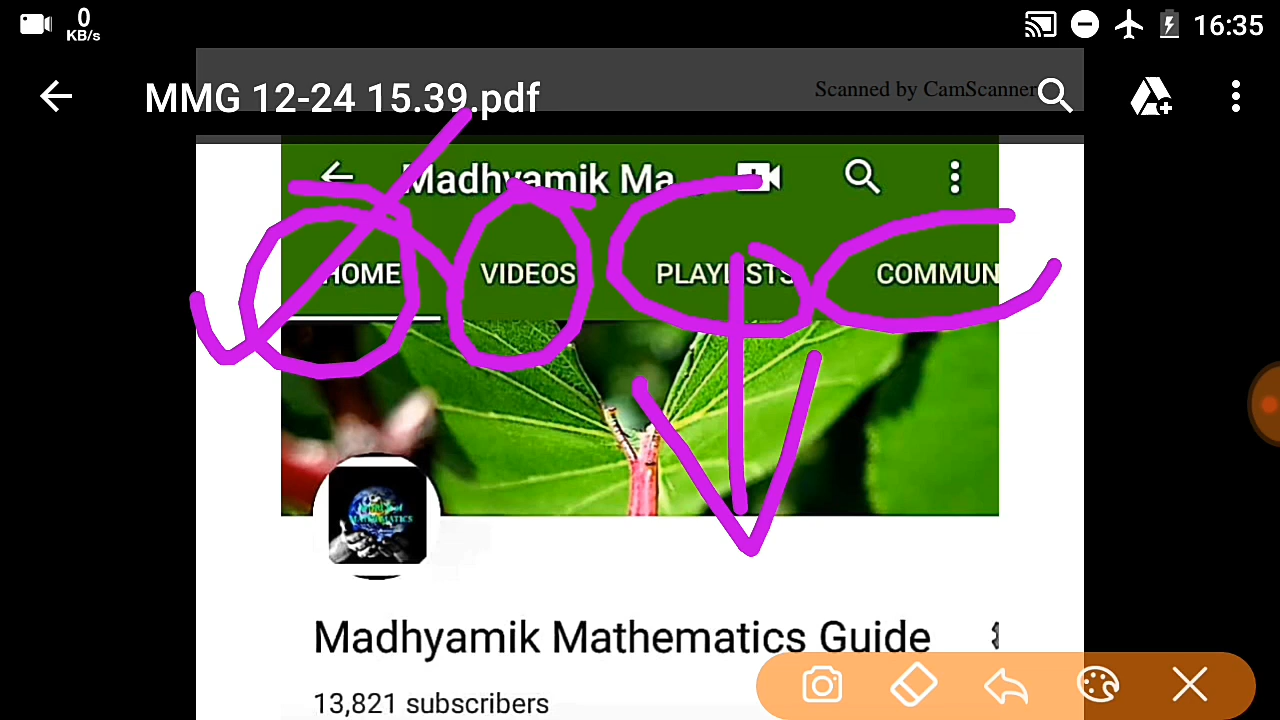 0
KB/s
16:35
MMG 12-24 15.39.pdf
Scanned by CamScanner
Madhyamik Ma
HOME VIDEOS PLAYLISTS COMMUN
MATHEMATICS
Madhyamik Mathematics Guide
13,821 subscribers